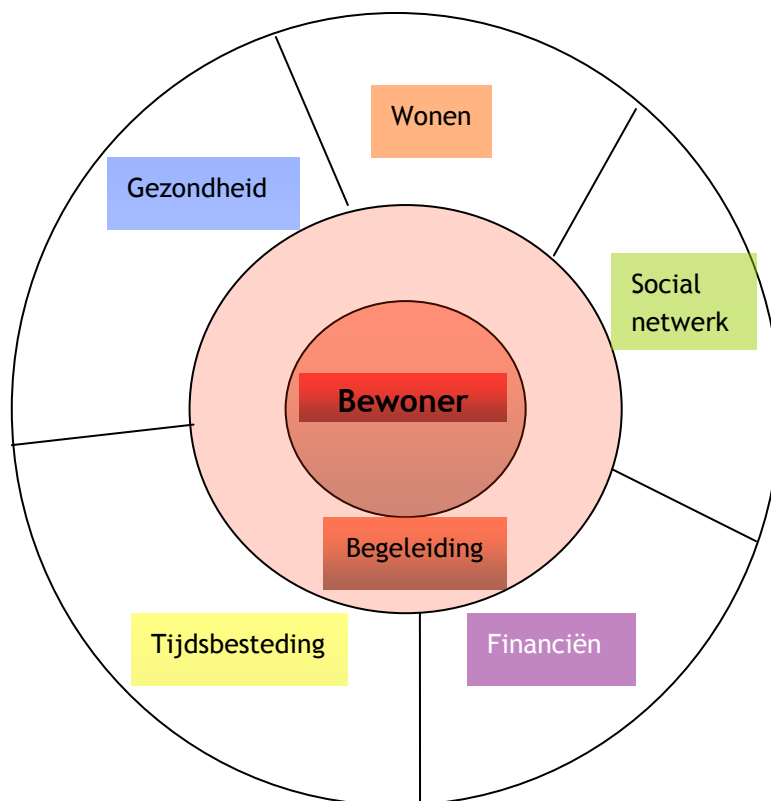 Wonen
Gezondheid
Social
netwerk
Bewoner
Begeleiding
Tijdsbesteding
Financiën